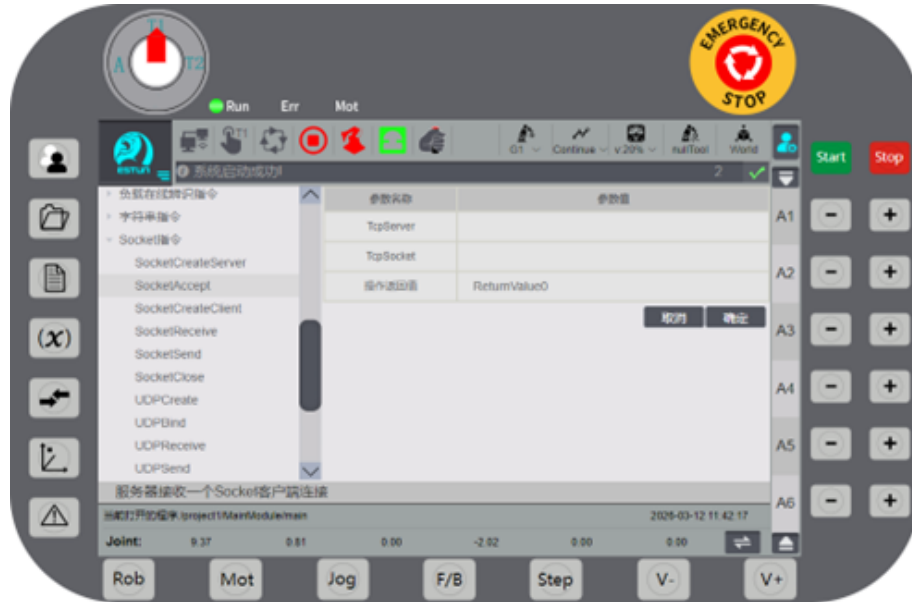 T1
A T2
EMERGENCY
STOP
Run Err Mot
ESTUN
T1
G1 Continue v:20% nullTool World
Start Stop
系统启动成功! 2
负载在线辨识指令
字符串指令
Socket指令
SocketCreateServer
SocketAccept
SocketCreateClient
SocketReceive
SocketSend
SocketClose
UDPCreate
UDPBind
UDPReceive
UDPSend
参数名称 参数值
TcpServer
TcpSocket
操作返回值 ReturnValue0
取消 确定
A1 - +
A2 - +
A3 - +
A4 - +
A5 - +
A6 - +
(x)
服务器接收一个Socket客户端连接
当前打开的程序:/project1/MainModule/main 2026-03-12 11:42:17
Joint: 9.37 0.81 0.00 -2.02 0.00 0.00
Rob Mot Jog F/B Step V- V+